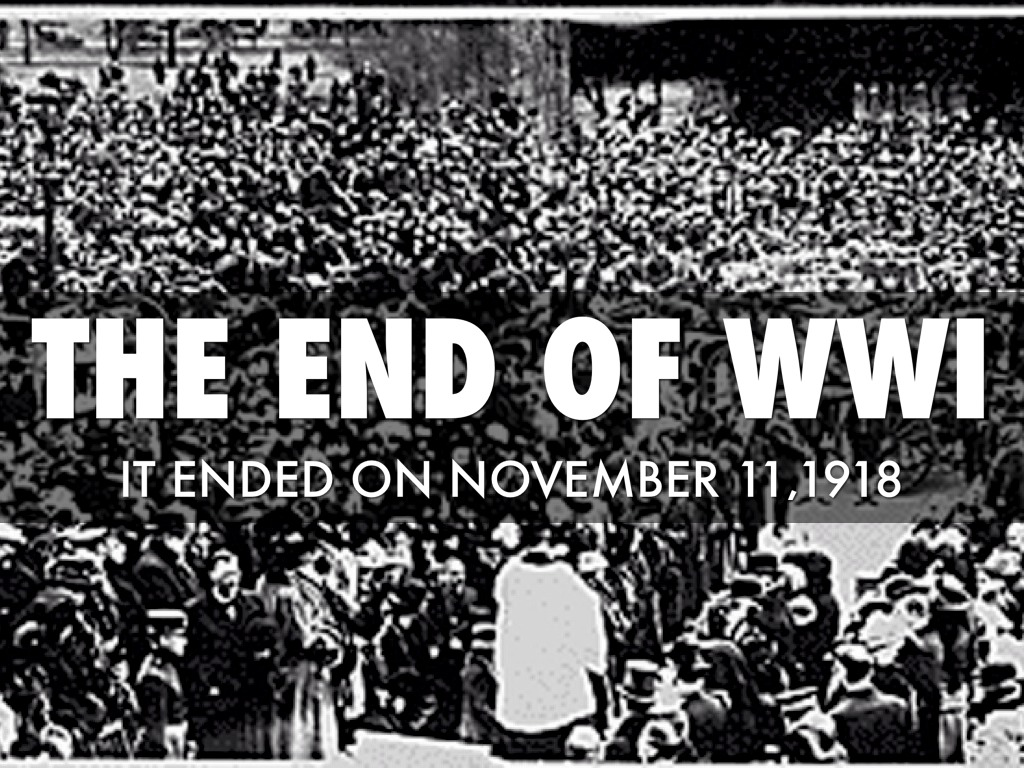 THE END OF WWI
IT ENDED ON NOVEMBER 11,1918